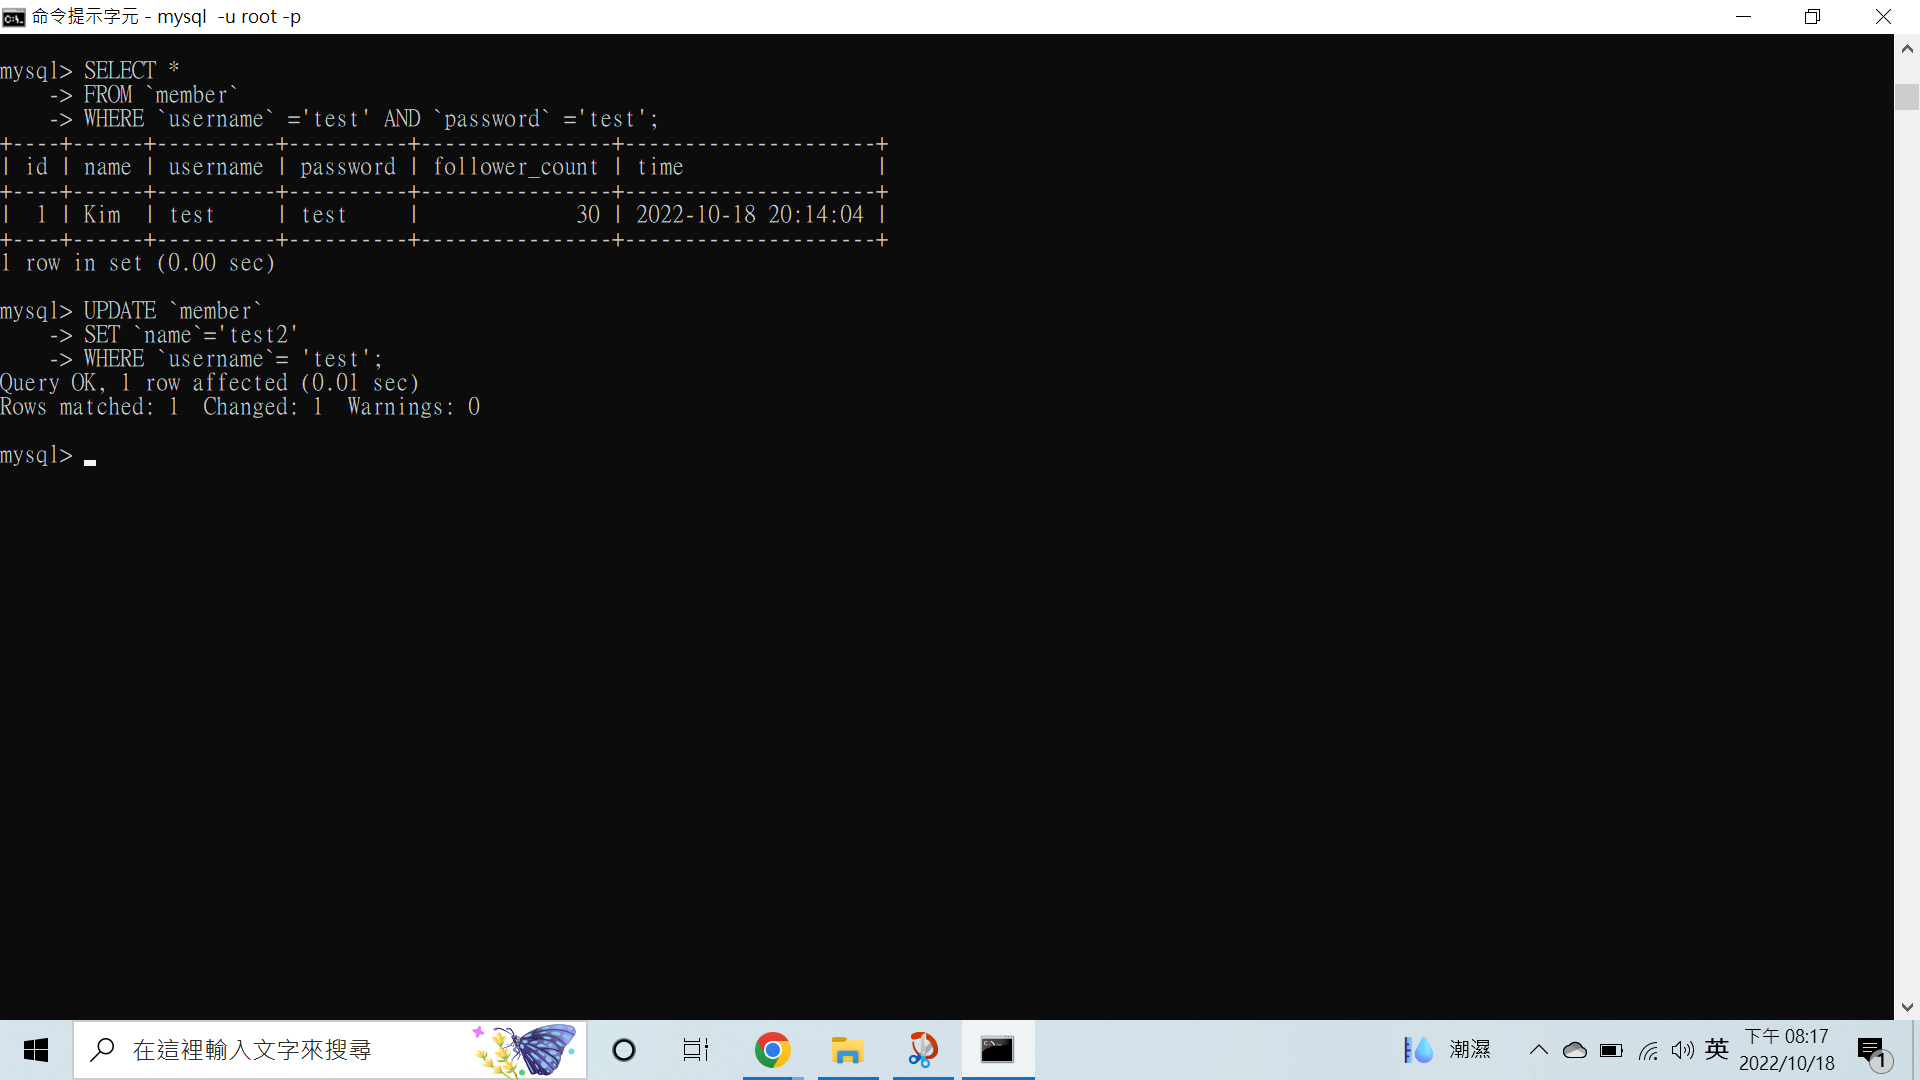 命令提示字元 - mysql  -u root -p
mysql> SELECT *
    -> FROM `member`
    -> WHERE `username` ='test' AND `password` ='test';
+----+------+----------+----------+----------------+---------------------+
| id | name | username | password | follower_count | time                |
+----+------+----------+----------+----------------+---------------------+
|  1 | Kim  | test     | test     |             30 | 2022-10-18 20:14:04 |
+----+------+----------+----------+----------------+---------------------+
1 row in set (0.00 sec)
mysql> UPDATE `member`
    -> SET `name`='test2'
    -> WHERE `username`= 'test';
Query OK, 1 row affected (0.01 sec)
Rows matched: 1  Changed: 1  Warnings: 0
mysql>
在這裡輸入文字來搜尋
潮濕
英
下午 08:17
2022/10/18
1